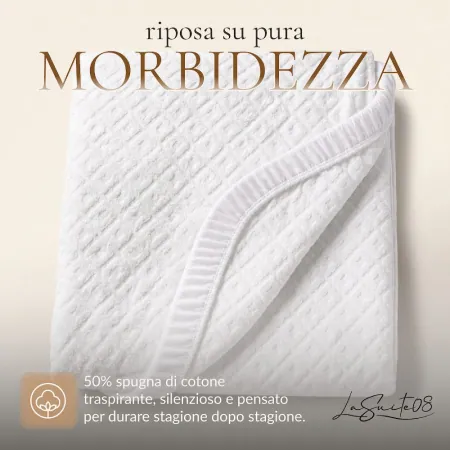 riposa su pura
MORBIDEZZA
50% spugna di cotone
traspirante, silenzioso e pensato
per durare stagione dopo stagione.
LaSuite08